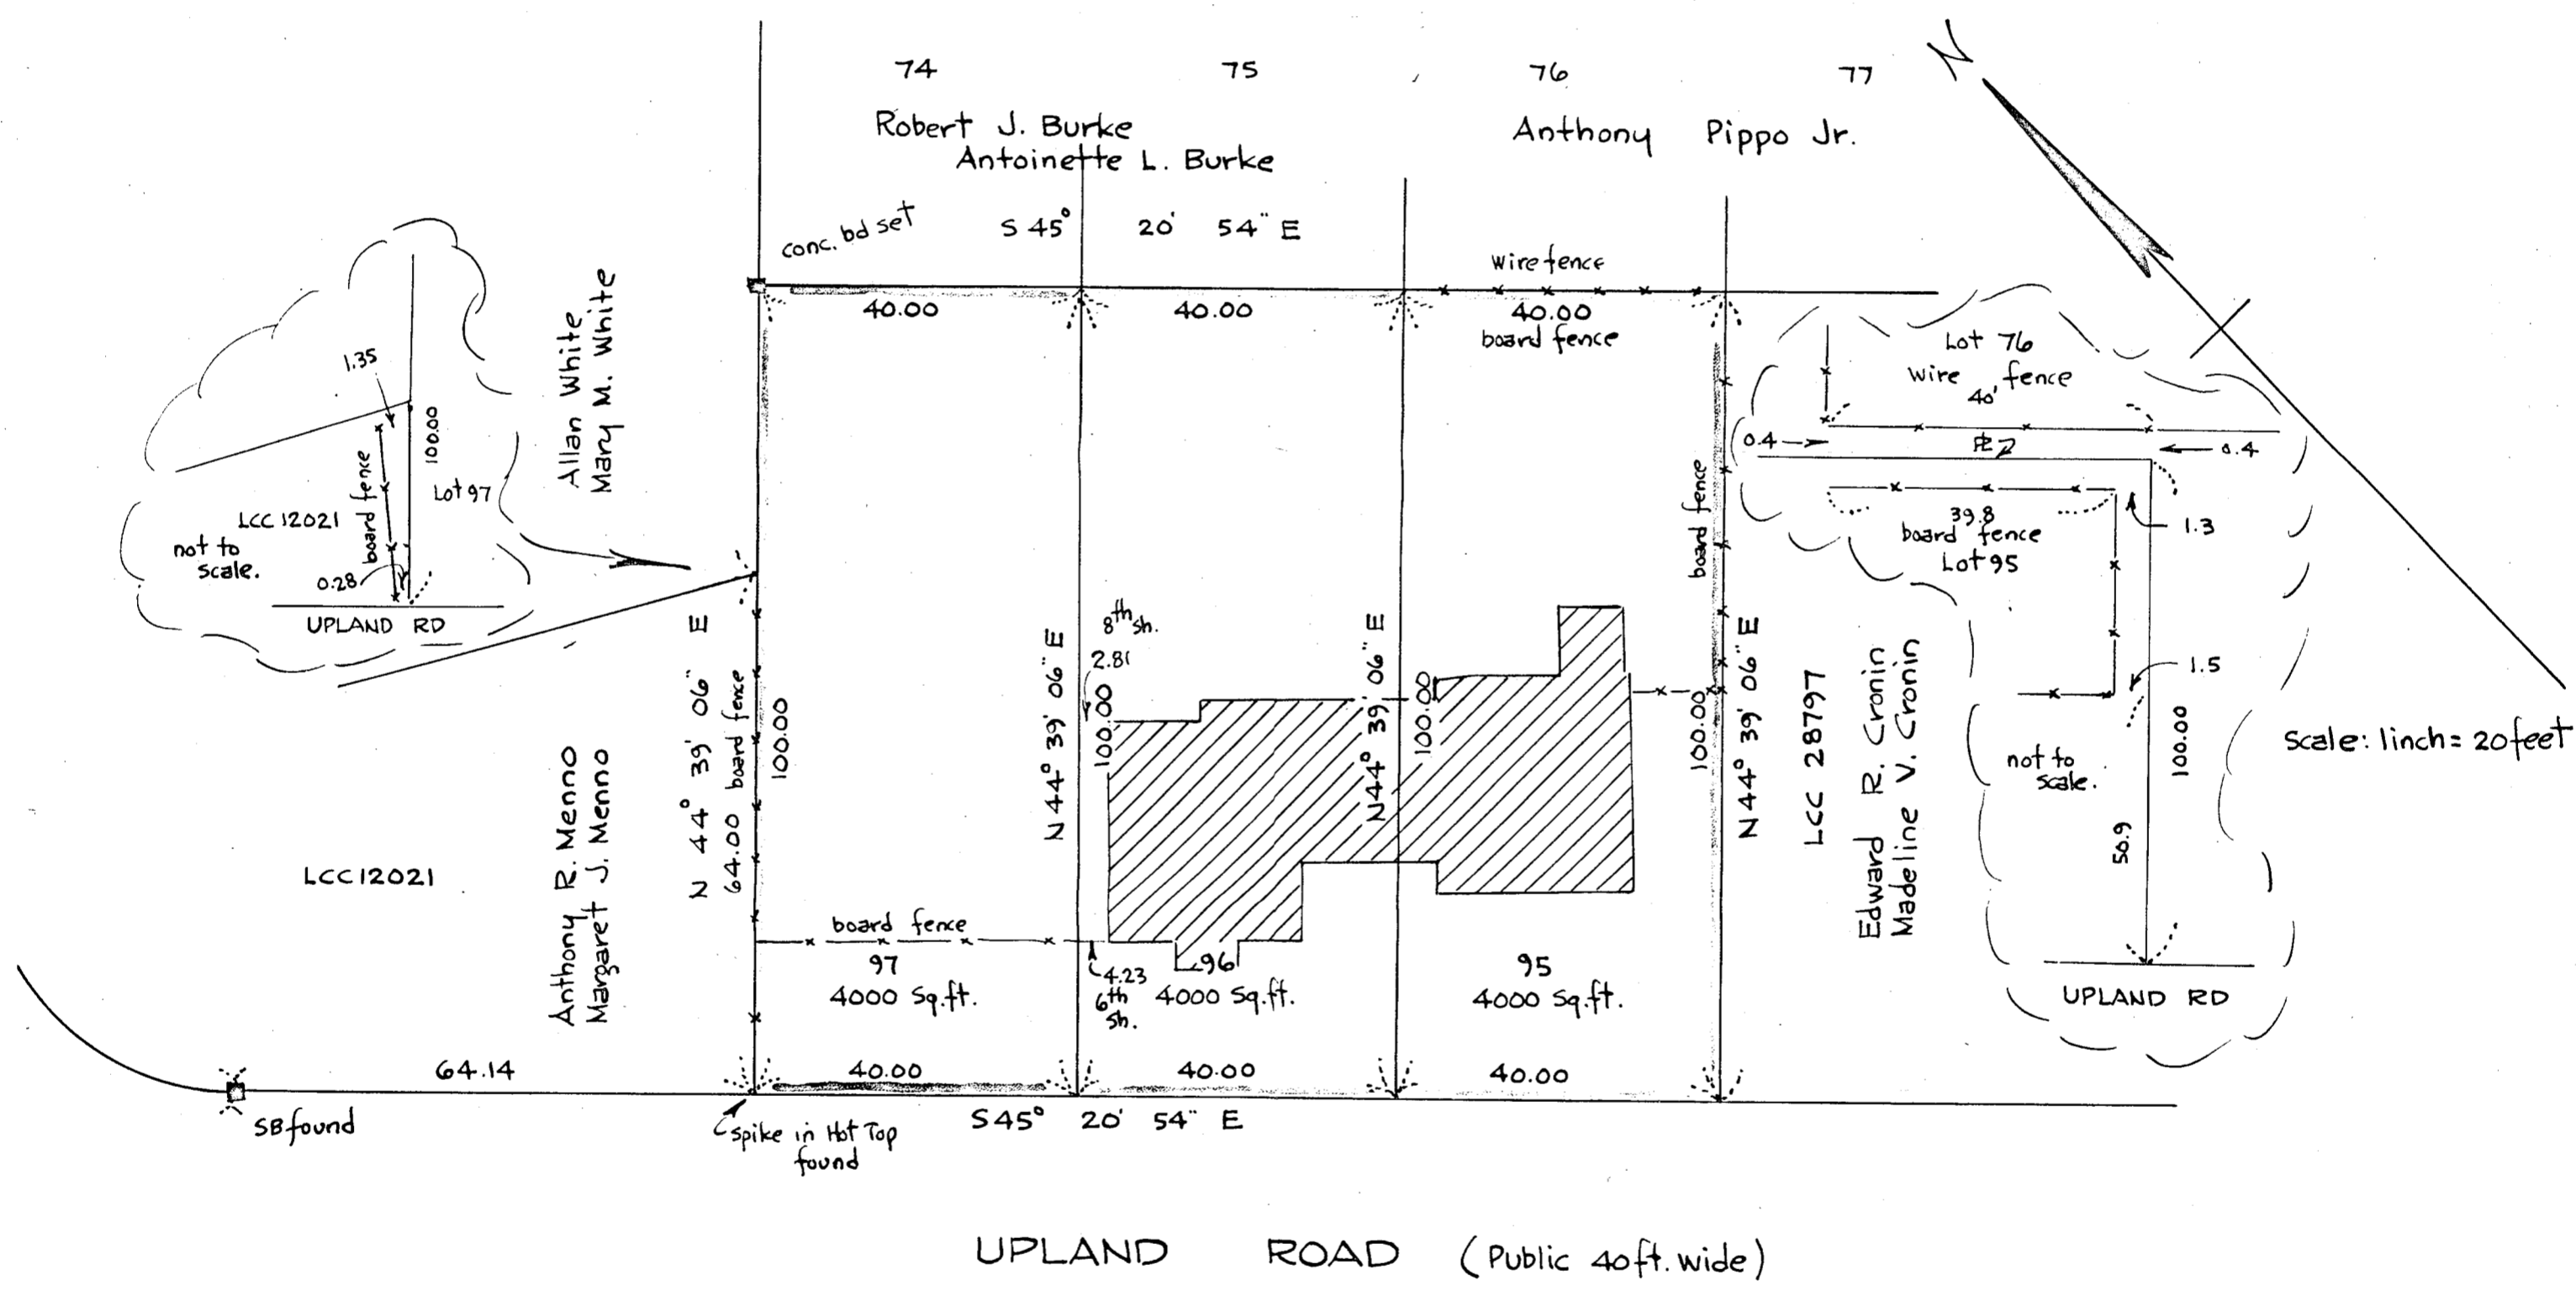 N
74 75 76 77
Robert J. Burke
Antoinette L. Burke
Anthony Pippo Jr.
conc. bd set
S 45° 20' 54" E
wire fence
40.00 40.00 40.00
board fence
1.35
100.00
board fence
Lot 97
LCC 12021
not to
scale.
0.28
UPLAND RD
Allan White
Mary M. White
Lot 76
wire fence
40'
0.4
PL
0.4
39.8
board fence
Lot 95
1.3
1.5
not to
scale.
100.00
50.9
UPLAND RD
scale: 1inch = 20feet
board fence
N 44° 39' 06" E
64.00 board fence
100.00
N 44° 39' 06" E
100.00
8th sh.
2.81
N 44° 39' 06" E
100.00
100.00
N 44° 39' 06" E
LCC 28797
Edward R. Cronin
Madeline V. Cronin
LCC 12021
Anthony R. Menno
Margaret J. Menno
board fence
97
4000 Sq.ft.
4.23
6th
sh.
96
4000 Sq.ft.
95
4000 Sq.ft.
64.14 40.00 40.00 40.00
SB found
spike in Hot Top
found
S45° 20' 54" E
UPLAND ROAD (Public 40ft. wide)